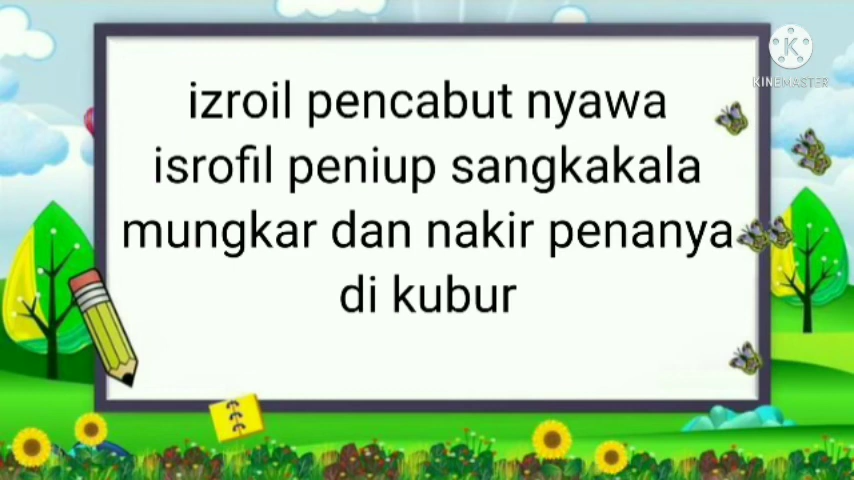 izroil pencabut nyawa
isrofil peniup sangkakala
mungkar dan nakir penanya
di kubur
KINEMASTER